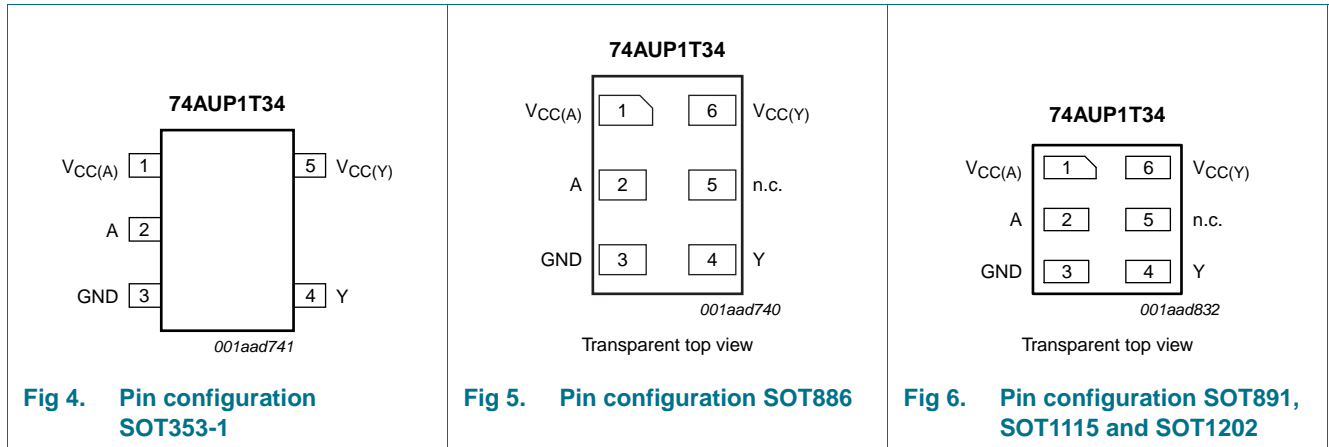 74AUP1T34
VCC(A) 1 5 VCC(Y)
A 2
GND 3 4 Y
001aad741
Fig 4. Pin configuration
SOT353-1
74AUP1T34
VCC(A) 1 6 VCC(Y)
A 2 5 n.c.
GND 3 4 Y
001aad740
Transparent top view
Fig 5. Pin configuration SOT886
74AUP1T34
VCC(A) 1 6 VCC(Y)
A 2 5 n.c.
GND 3 4 Y
001aad832
Transparent top view
Fig 6. Pin configuration SOT891,
SOT1115 and SOT1202